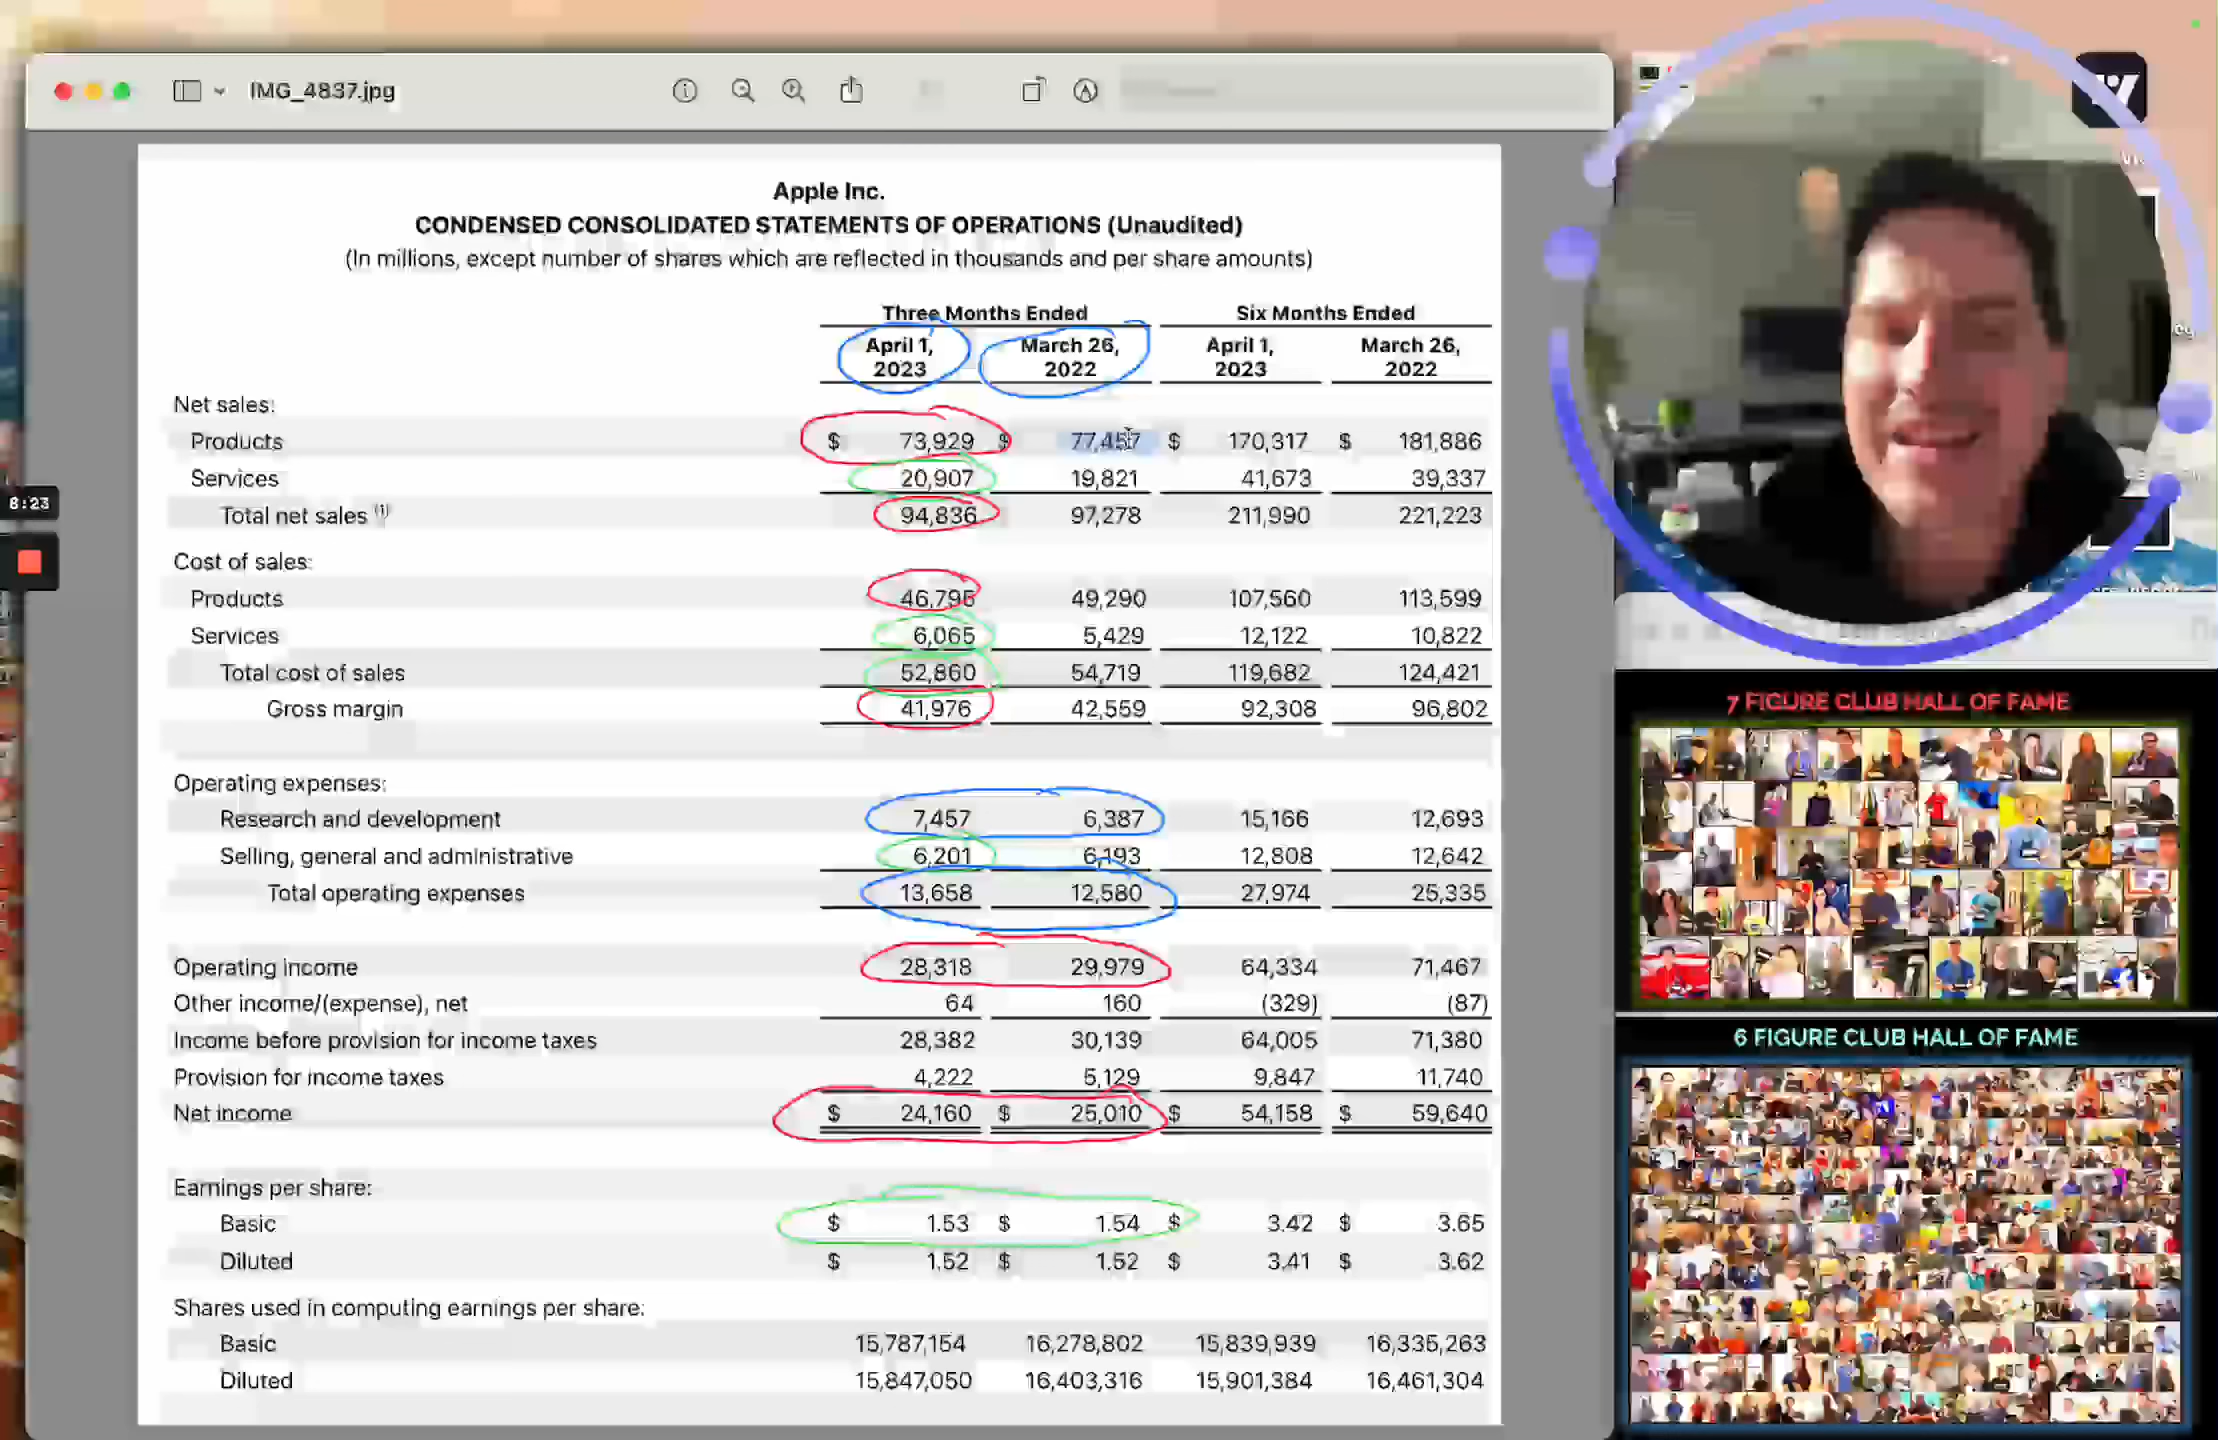 IMG_4837.jpg
Apple Inc.
CONDENSED CONSOLIDATED STATEMENTS OF OPERATIONS (Unaudited)
(In millions, except number of shares which are reflected in thousands and per share amounts)
Three Months Ended Six Months Ended
April 1, 2023 March 26, 2022 April 1, 2023 March 26, 2022
Net sales:
Products $ 73,929 $ 77,457 $ 170,317 $ 181,886
Services 20,907 19,821 41,673 39,337
8:23
Total net sales (1) 94,836 97,278 211,990 221,223
Cost of sales:
Products 46,795 49,290 107,560 113,599
Services 6,065 5,429 12,122 10,822
Total cost of sales 52,860 54,719 119,682 124,421
Gross margin 41,976 42,559 92,308 96,802
Operating expenses:
Research and development 7,457 6,387 15,166 12,693
Selling, general and administrative 6,201 6,193 12,808 12,642
Total operating expenses 13,658 12,580 27,974 25,335
Operating income 28,318 29,979 64,334 71,467
Other income/(expense), net 64 160 (329) (87)
Income before provision for income taxes 28,382 30,139 64,005 71,380
Provision for income taxes 4,222 5,129 9,847 11,740
Net income $ 24,160 $ 25,010 $ 54,158 $ 59,640
Earnings per share:
Basic $ 1.53 $ 1.54 $ 3.42 $ 3.65
Diluted $ 1.52 $ 1.52 $ 3.41 $ 3.62
Shares used in computing earnings per share:
Basic 15,787,154 16,278,802 15,839,939 16,335,263
Diluted 15,847,050 16,403,316 15,901,384 16,461,304
7 FIGURE CLUB HALL OF FAME
6 FIGURE CLUB HALL OF FAME